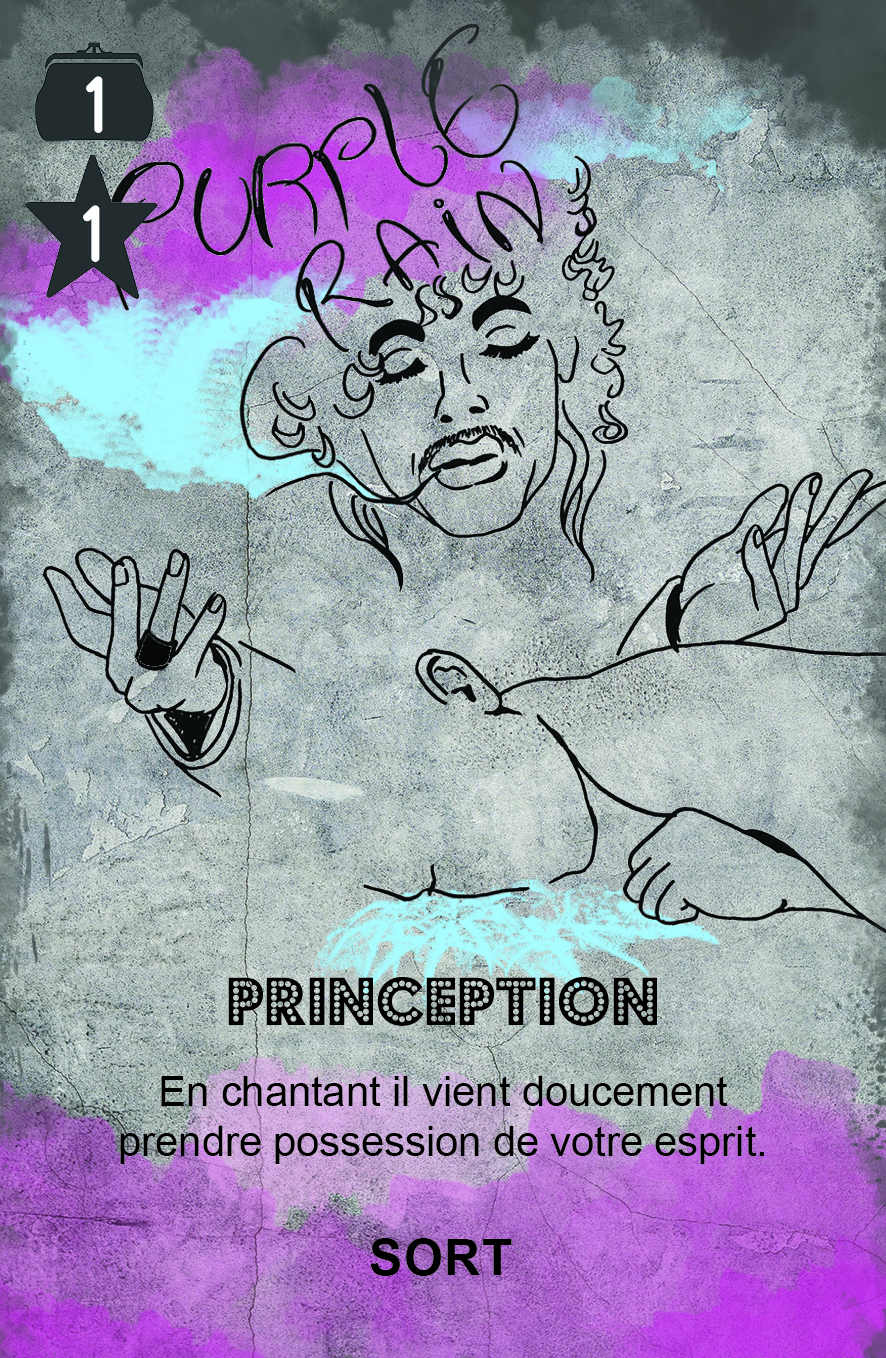 1
1
PURPLE
RAiN
PRINCEPTION
En chantant il vient doucement
prendre possession de votre esprit.
SORT